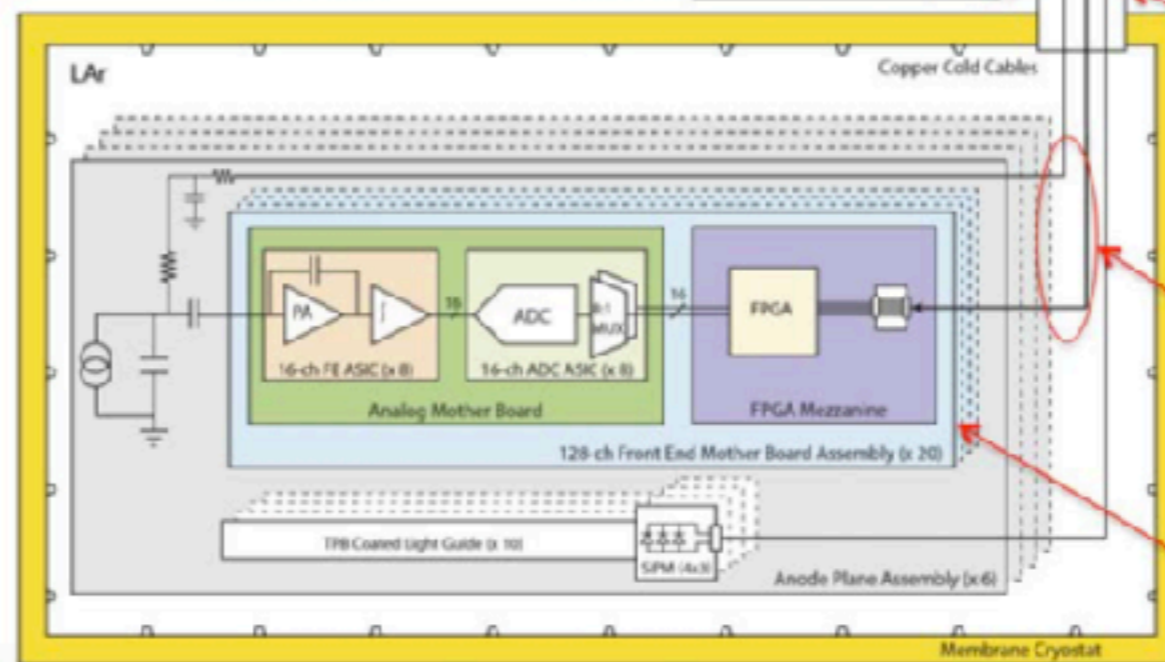 LAr
Copper Cold Cables
PA
∫
16
ADC
8:1
MUX
16
FPGA
16-ch FE ASIC (x 8)
16-ch ADC ASIC (x 8)
Analog Mother Board
FPGA Mezzanine
128-ch Front End Mother Board Assembly (x 20)
TPB Coated Light Guide (x 10)
SiPM (4x3)
Anode Plane Assembly (x 6)
Membrane Cryostat